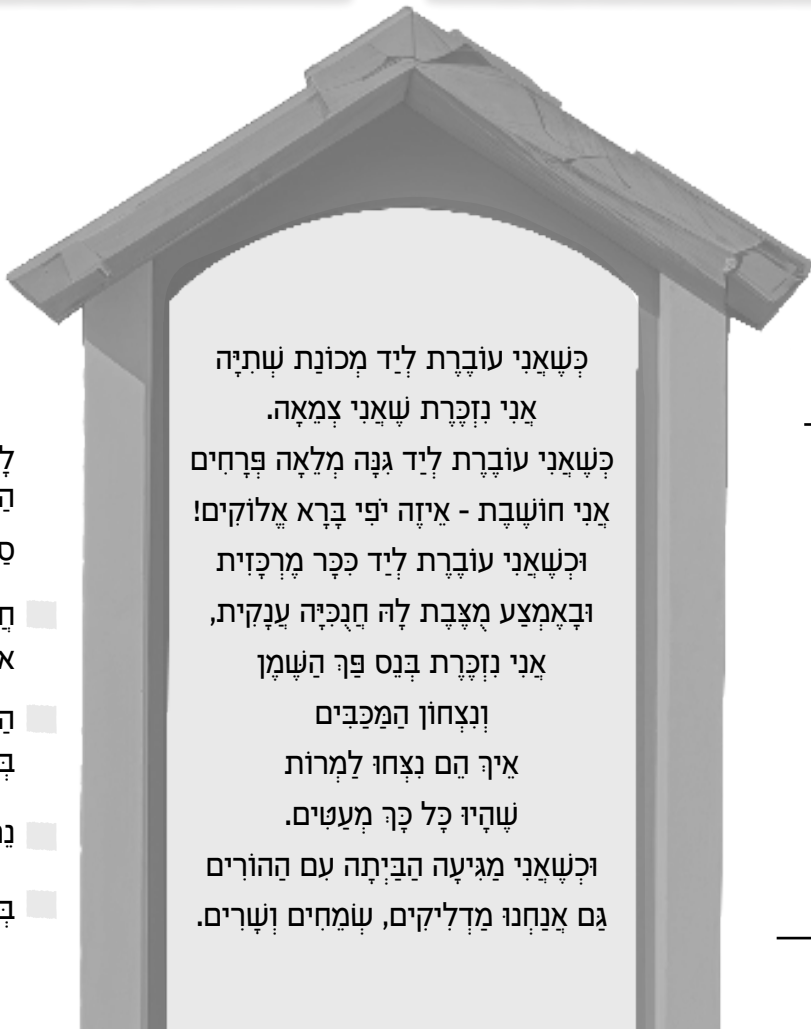 כְּשֶׁאֲנִי עוֹבֶרֶת לְיַד מְכוֹנַת שְׁתִיָּה
אֲנִי נִזְכֶּרֶת שֶׁאֲנִי צְמֵאָה.
כְּשֶׁאֲנִי עוֹבֶרֶת לְיַד גִּנָּה מְלֵאָה פְּרָחִים
אֲנִי חוֹשֶׁבֶת - אֵיזֶה יֹפִי בָּרָא אֱלוֹקִים!
וּכְשֶׁאֲנִי עוֹבֶרֶת לְיַד כִּכָּר מֶרְכָּזִית
וּבָאֶמְצַע מֻצֶּבֶת לָהּ חֲנֻכִּיָּה עֲנָקִית,
אֲנִי נִזְכֶּרֶת בְּנֵס פַּךְ הַשֶּׁמֶן
וְנִצְחוֹן הַמַּכַּבִּים
אֵיךְ הֵם נִצְּחוּ לַמְרוֹת
שֶׁהָיוּ כָּל כָּךְ מְעַטִּים.
וּכְשֶׁאֲנִי מַגִּיעָה הַבַּיְתָה עִם הַהוֹרִים
גַּם אֲנַחְנוּ מַדְלִיקִים, שְׂמֵחִים וְשָׁרִים.